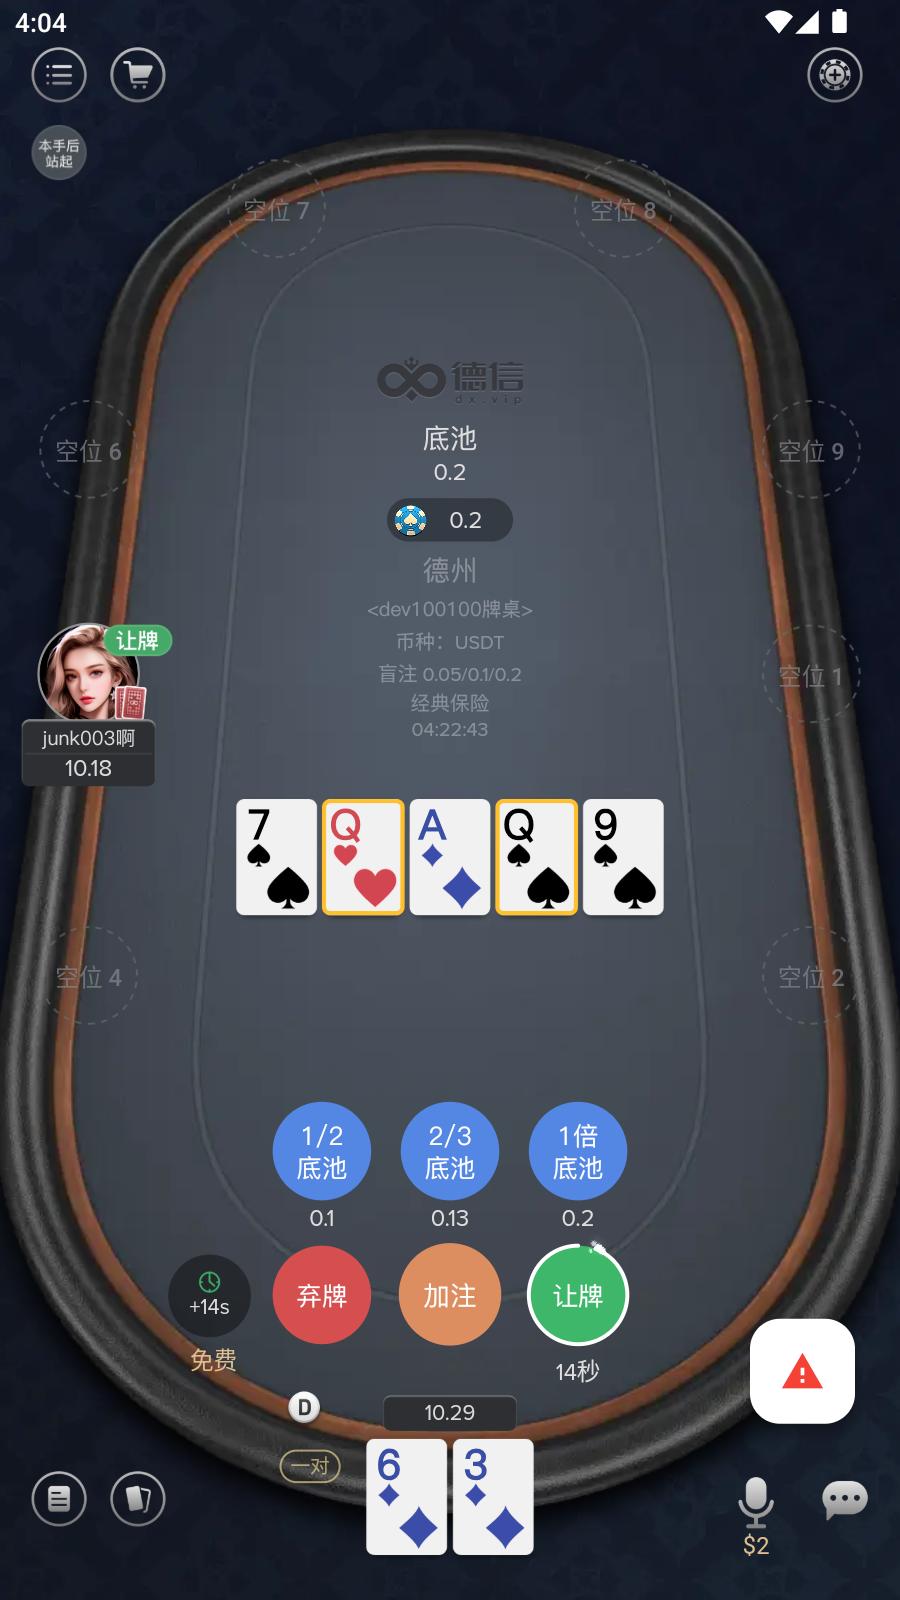 4:04
本手后
站起
空位 7
空位 8
德信
dx.vip
底池
0.2
0.2
空位 6
空位 9
德州
<dev100100牌桌>
币种：USDT
盲注 0.05/0.1/0.2
经典保险
04:22:43
让牌
空位 1
junk003啊
10.18
7
Q
A
Q
9
空位 4
空位 2
1/2
底池
2/3
底池
1倍
底池
0.1
0.13
0.2
+14s
弃牌
加注
让牌
免费
14秒
D
10.29
一对
6
3
$2